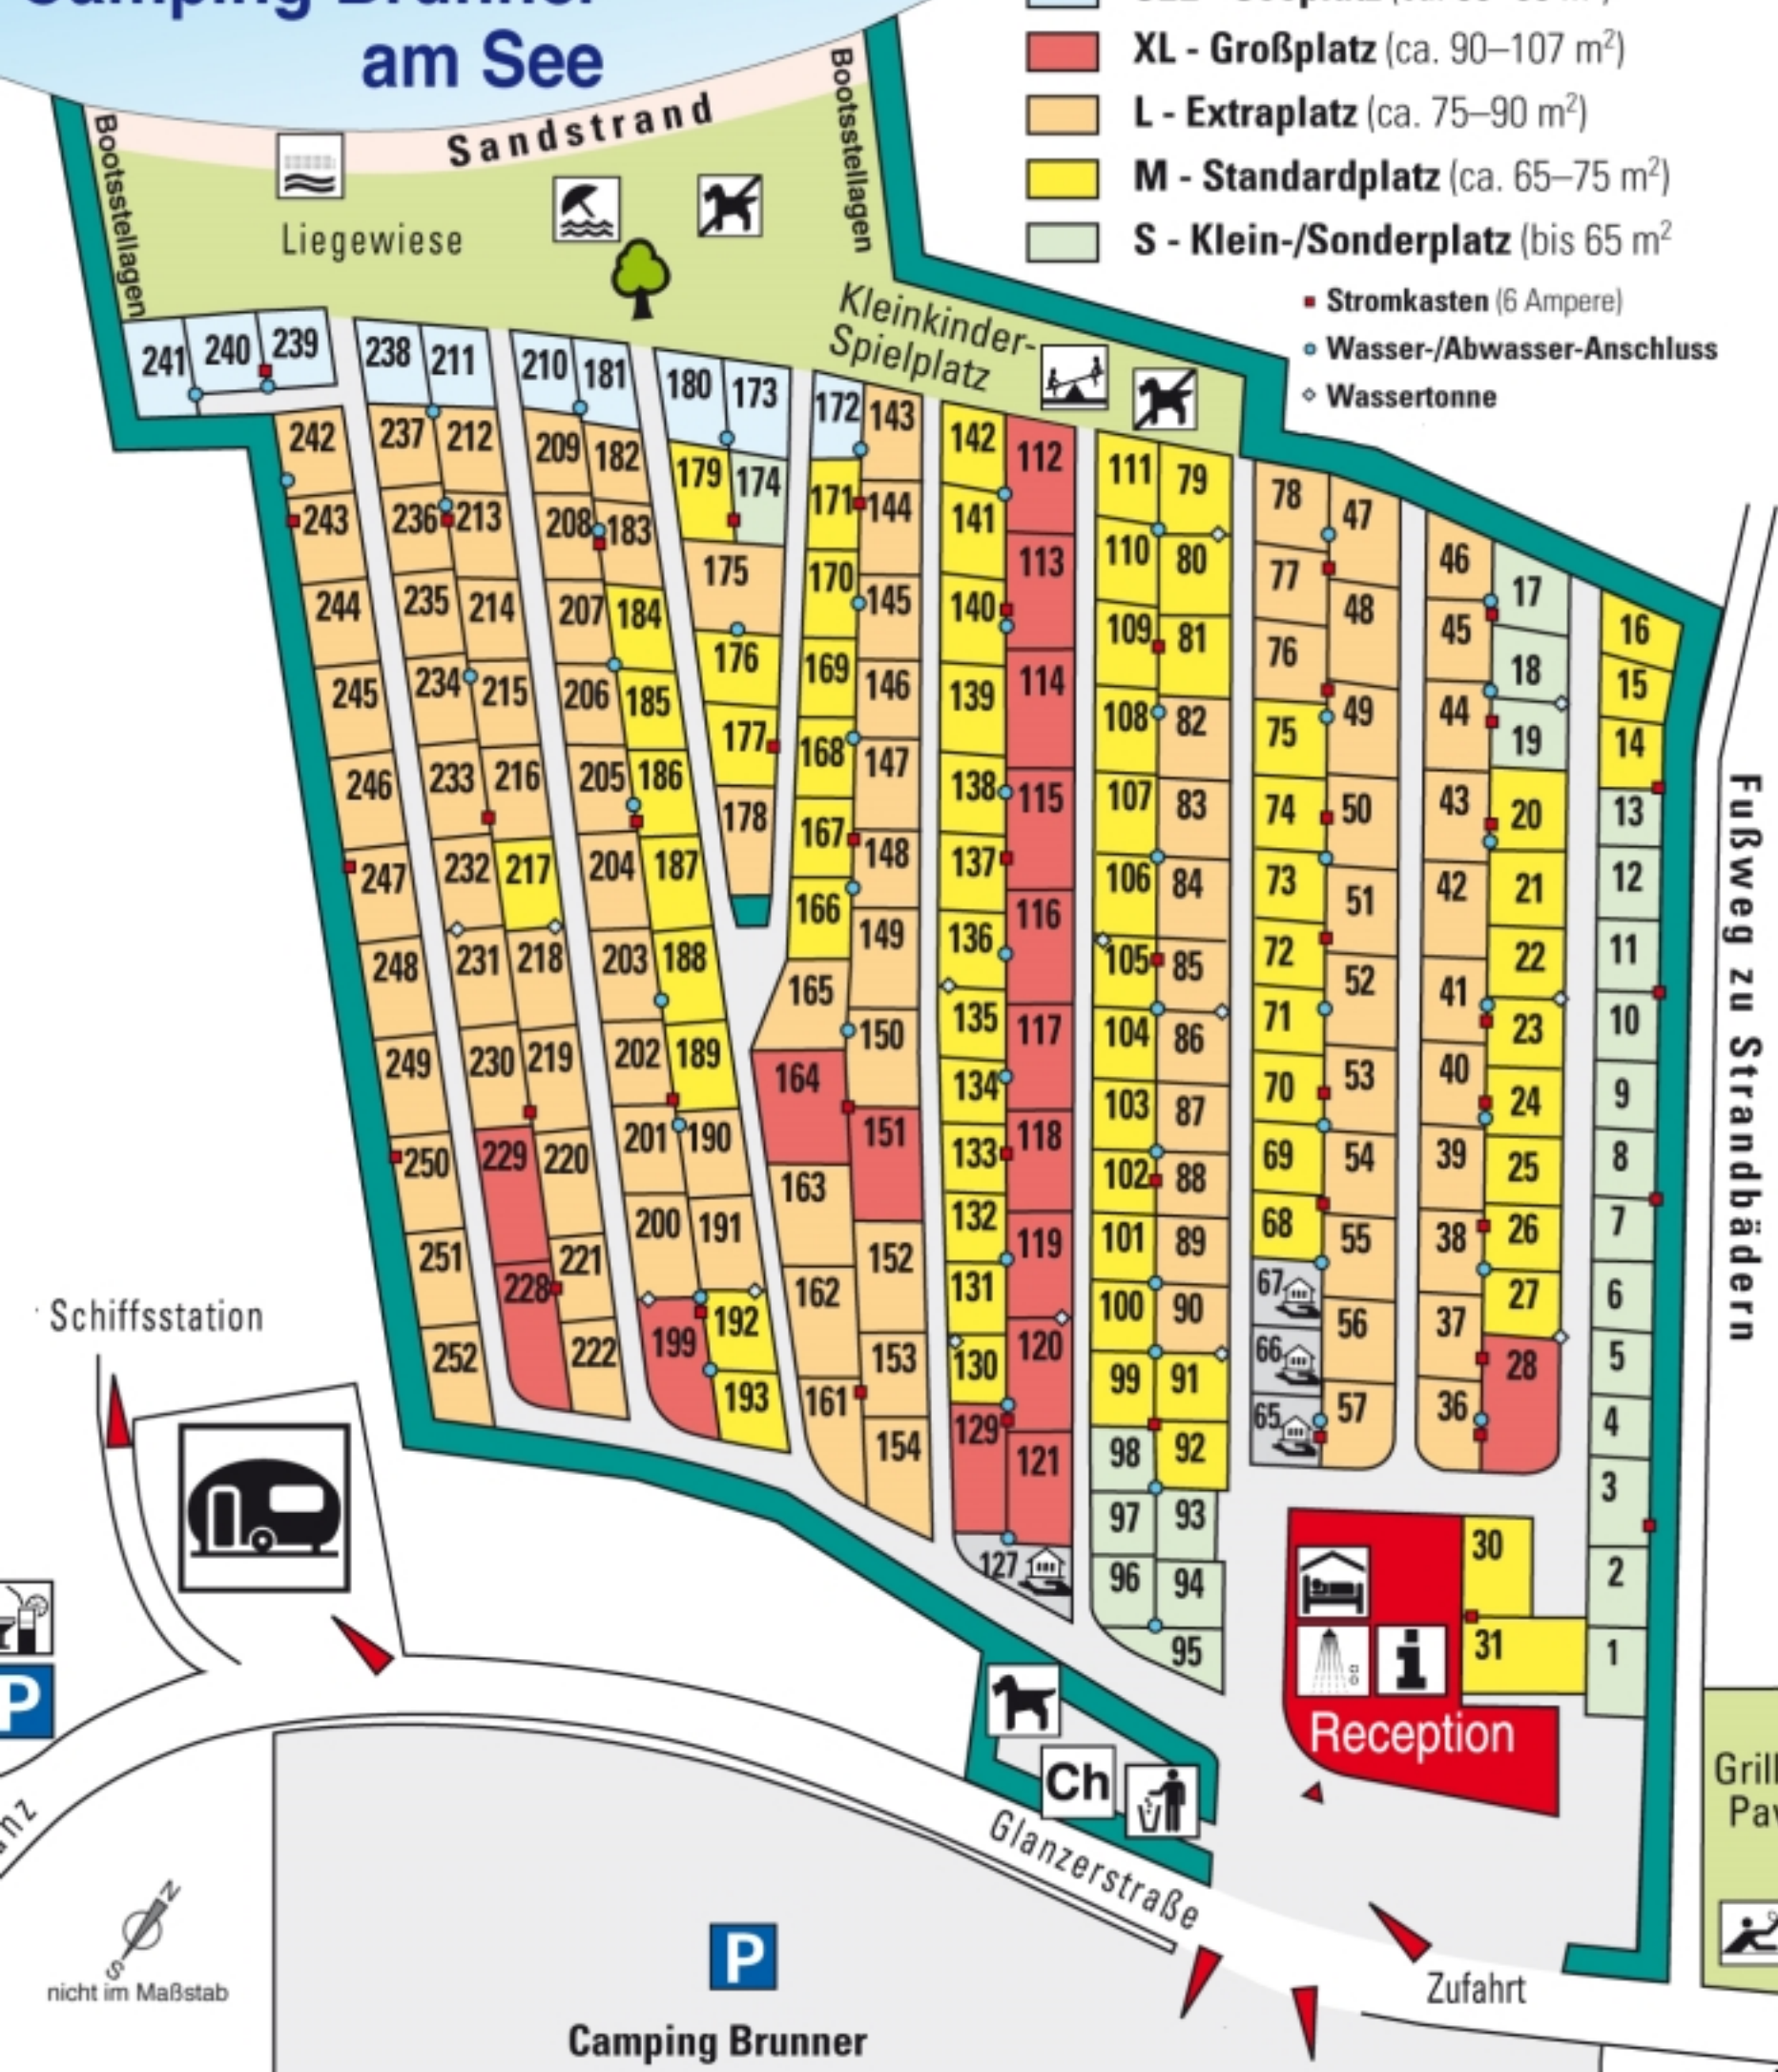 am See
XL - Großplatz (ca. 90–107 m²)
L - Extraplatz (ca. 75–90 m²)
M - Standardplatz (ca. 65–75 m²)
S - Klein-/Sonderplatz (bis 65 m²
Stromkasten (6 Ampere)
Wasser-/Abwasser-Anschluss
Wassertonne
Bootsstellagen
Sandstrand
Bootsstellagen
Liegewiese
Kleinkinder-
Spielplatz
241 240 239
238 211
210 181
180 173
172 143
242 243 244 245 246 247 248 249 250 251 252
237 236 235 234 233 232 231 230 229 228
212 213 214 215 216 217 218 219 220 221 222
209 208 207 206 205 204 203 202 201 200 199
182 183 184 185 186 187 188 189 190 191 192 193
179 174
175
176
177
178
171 170 169 168 167 166 165 164 163 162 161
144 145 146 147 148 149 150 151 152 153 154
142 141 140 139 138 137 136 135 134 133 132 131 130 129
112 113 114 115 116 117 118 119 120 121
127
111 110 109 108 107 106 105 104 103 102 101 100 99 98 97 96
79 80 81 82 83 84 85 86 87 88 89 90 91 92 93 94 95
78 77 76 75 74 73 72 71 70 69 68 67 66 65
47 48 49 50 51 52 53 54 55 56 57
46 45 44 43 42 41 40 39 38 37 36
17 18 19 20 21 22 23 24 25 26 27 28
30
31
16 15 14 13 12 11 10 9 8 7 6 5 4 3 2 1
Fußweg zu Strandbädern
Schiffsstation
P
i
Reception
Ch
Glanzerstraße
Grill
N
S
nicht im Maßstab
P
Zufahrt
Camping Brunner